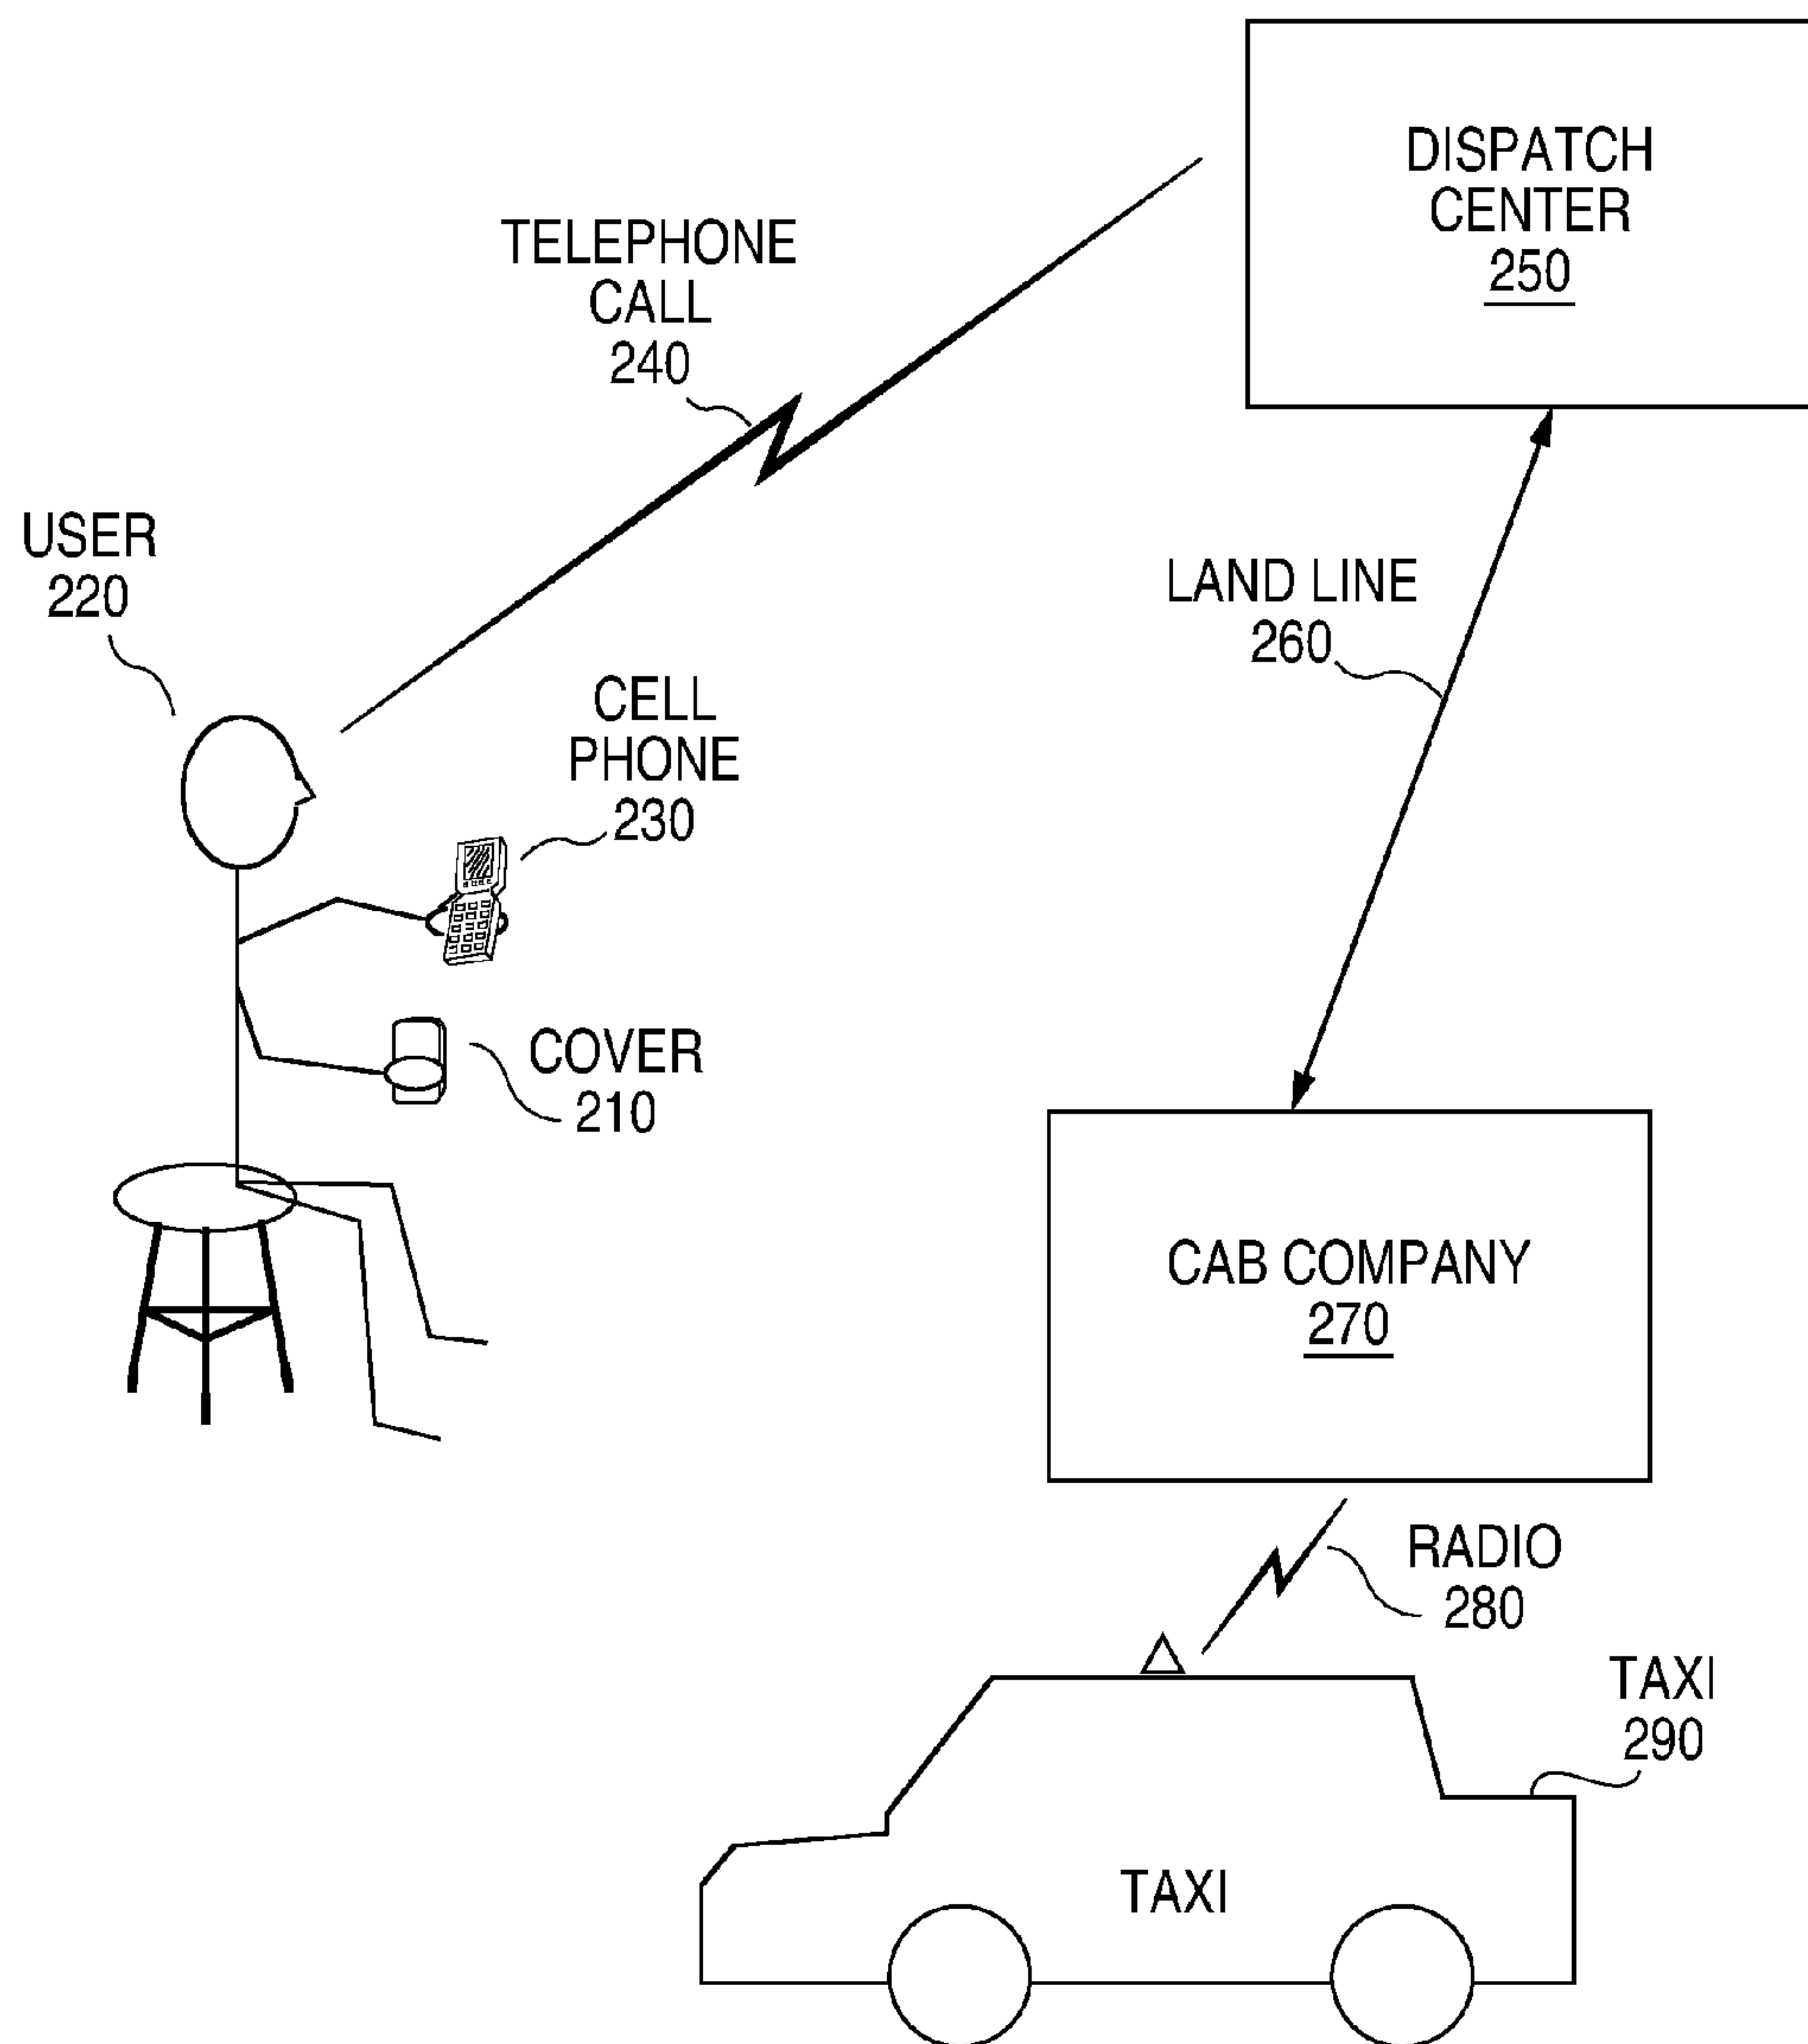 DISPATCH
CENTER
250
TELEPHONE
CALL
240
USER
220
LAND LINE
260
CELL
PHONE
230
COVER
210
CAB COMPANY
270
RADIO
280
TAXI
290
TAXI